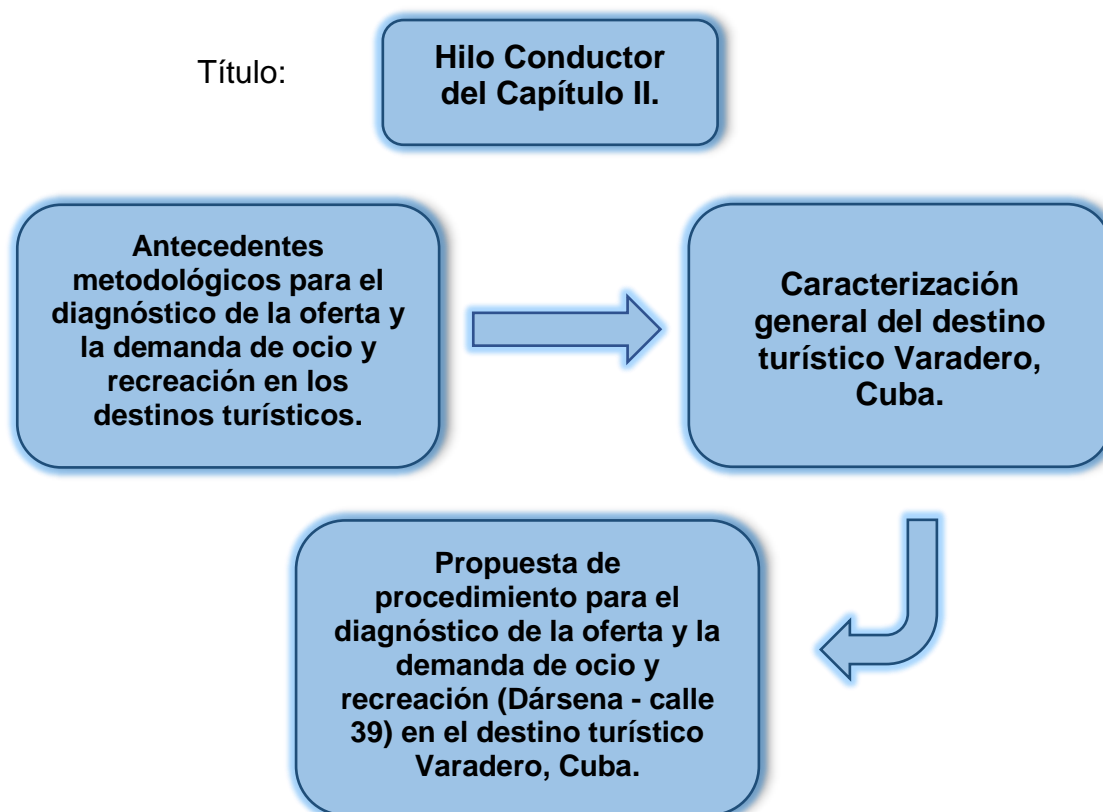 Título:
Hilo Conductor
del Capítulo II.
Antecedentes
metodológicos para el
diagnóstico de la oferta y
la demanda de ocio y
recreación en los
destinos turísticos.
Caracterización
general del destino
turístico Varadero,
Cuba.
Propuesta de
procedimiento para el
diagnóstico de la oferta y la
demanda de ocio y
recreación (Dársena - calle
39) en el destino turístico
Varadero, Cuba.